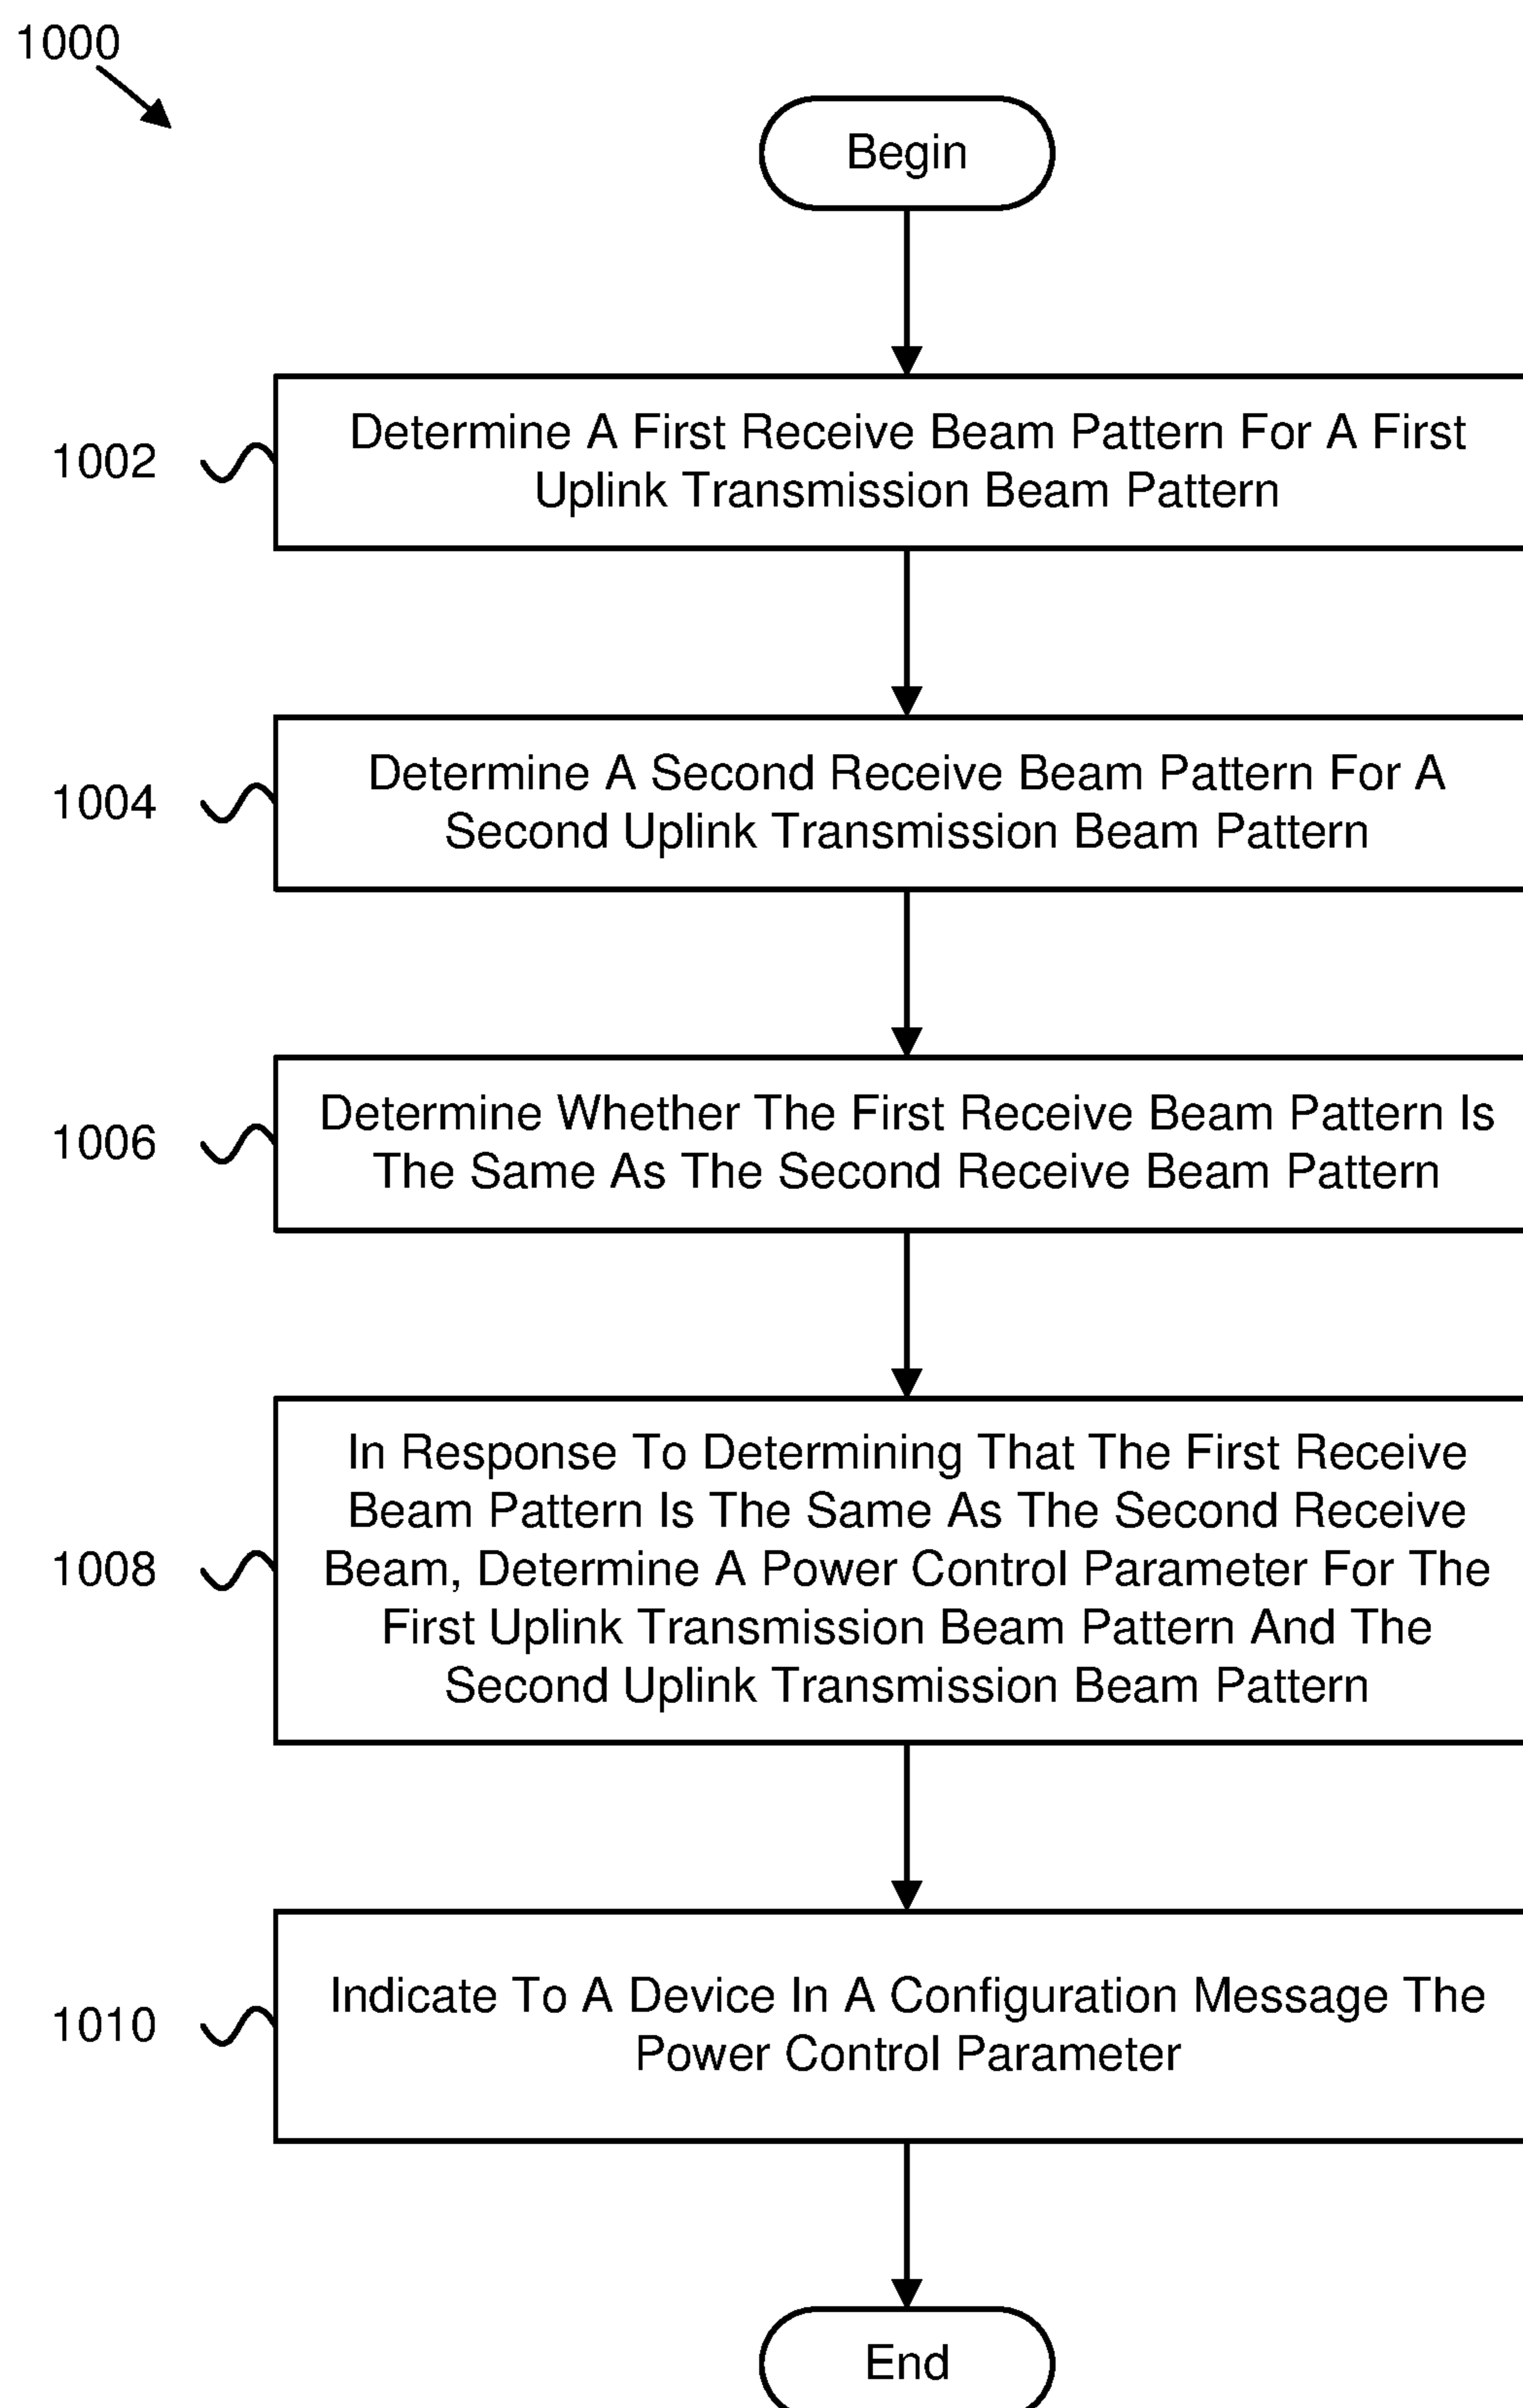 1000
Begin
1002
Determine A First Receive Beam Pattern For A First
Uplink Transmission Beam Pattern
1004
Determine A Second Receive Beam Pattern For A
Second Uplink Transmission Beam Pattern
1006
Determine Whether The First Receive Beam Pattern Is
The Same As The Second Receive Beam Pattern
1008
In Response To Determining That The First Receive
Beam Pattern Is The Same As The Second Receive
Beam, Determine A Power Control Parameter For The
First Uplink Transmission Beam Pattern And The
Second Uplink Transmission Beam Pattern
1010
Indicate To A Device In A Configuration Message The
Power Control Parameter
End